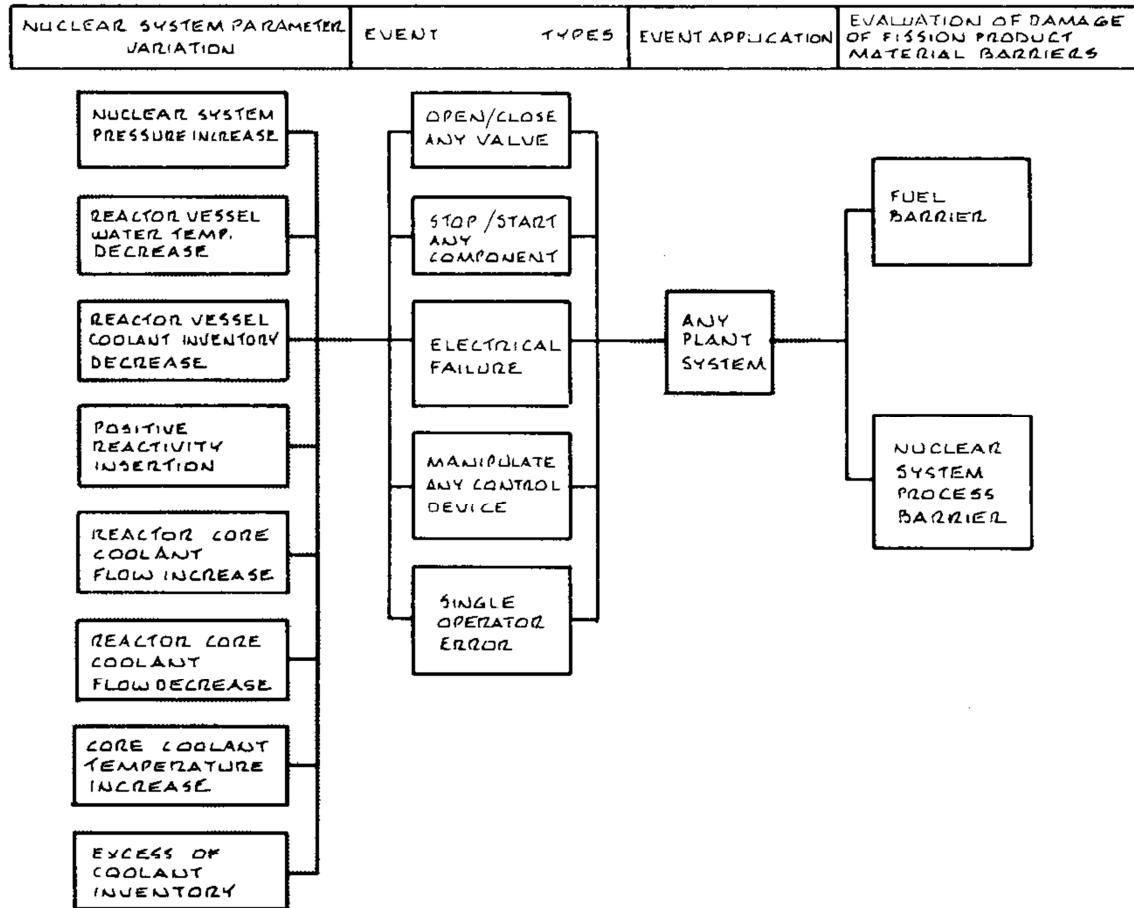 NUCLEAR SYSTEM PARAMETER
VARIATION
EVENT TYPES
EVENT APPLICATION
EVALUATION OF DAMAGE
OF FISSION PRODUCT
MATERIAL BARRIERS
NUCLEAR SYSTEM
PRESSURE INCREASE
REACTOR VESSEL
WATER TEMP.
DECREASE
REACTOR VESSEL
COOLANT INVENTORY
DECREASE
POSITIVE
REACTIVITY
INSERTION
REACTOR CORE
COOLANT
FLOW INCREASE
REACTOR CORE
COOLANT
FLOW DECREASE
CORE COOLANT
TEMPERATURE
INCREASE
EXCESS OF
COOLANT
INVENTORY
OPEN/CLOSE
ANY VALUE
STOP/START
ANY
COMPONENT
ELECTRICAL
FAILURE
MANIPULATE
ANY CONTROL
DEVICE
SINGLE
OPERATOR
ERROR
ANY
PLANT
SYSTEM
FUEL
BARRIER
NUCLEAR
SYSTEM
PROCESS
BARRIER